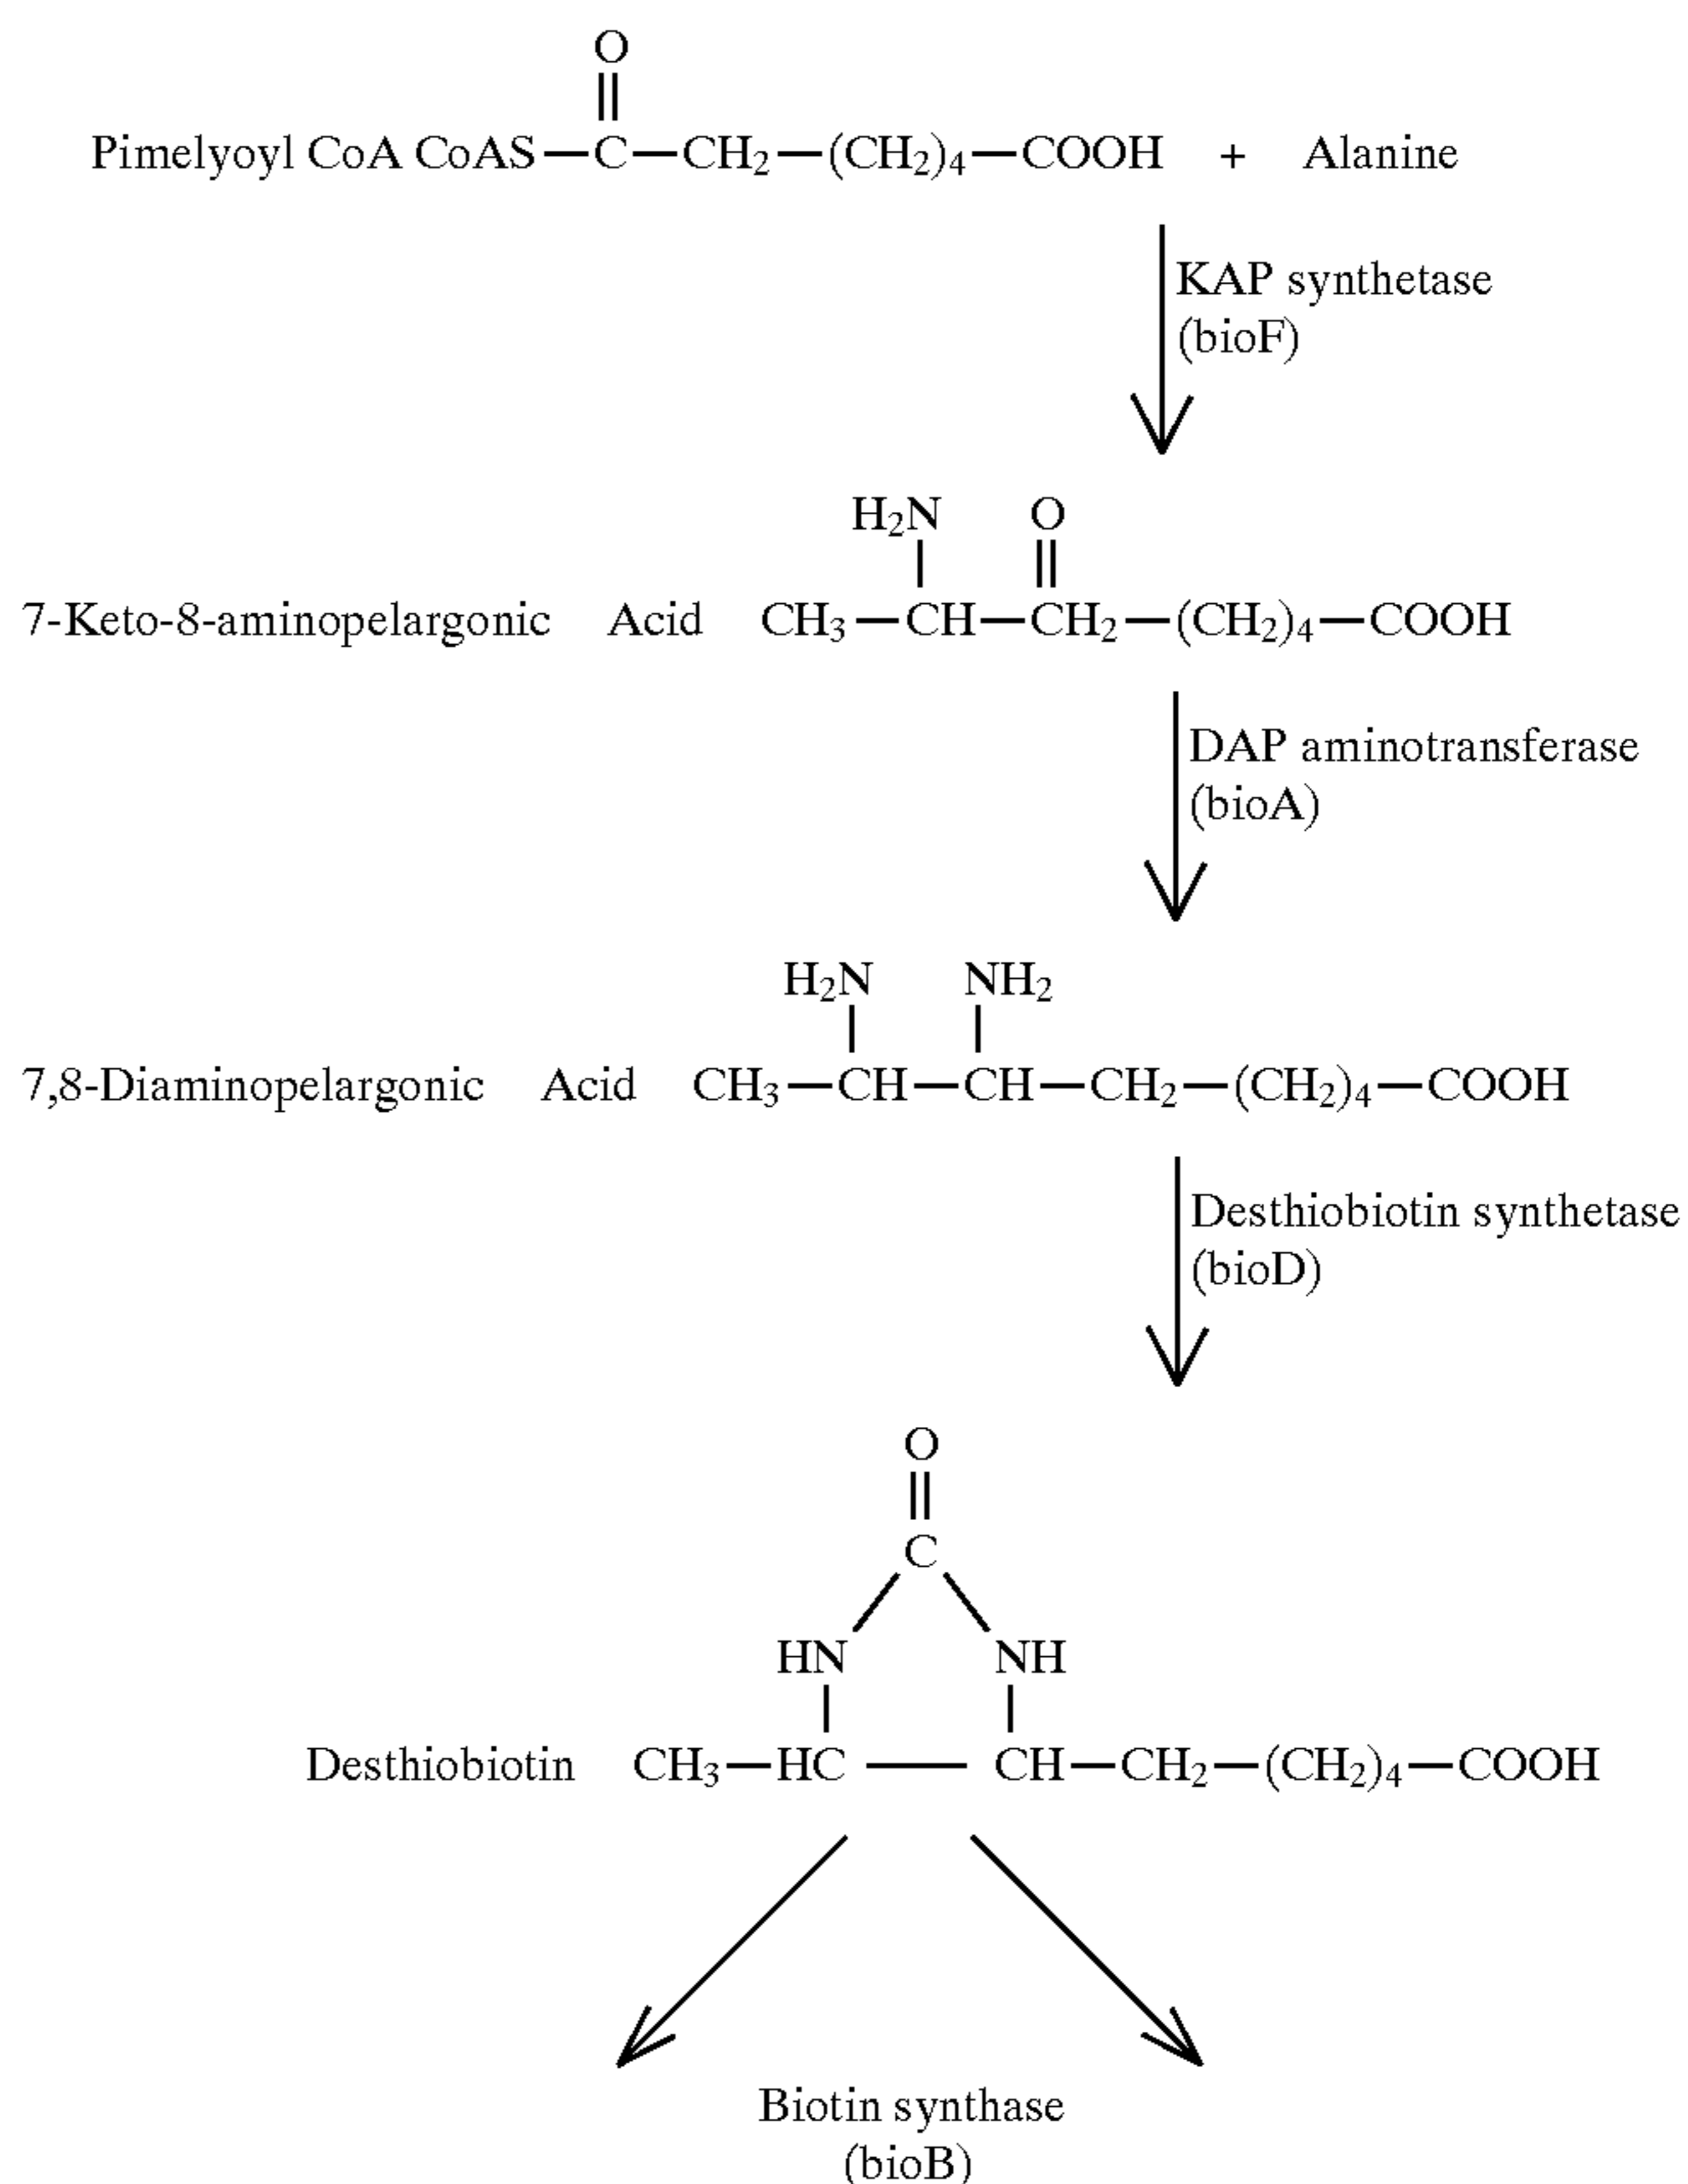 O
Pimelyoyl CoA CoAS—C—CH₂—(CH₂)₄—COOH + Alanine
KAP synthetase
(bioF)
H₂N O
7-Keto-8-aminopelargonic Acid CH₃—CH—CH₂—(CH₂)₄—COOH
DAP aminotransferase
(bioA)
H₂N NH₂
7,8-Diaminopelargonic Acid CH₃—CH—CH—CH₂—(CH₂)₄—COOH
Desthiobiotin synthetase
(bioD)
O
C
HN NH
Desthiobiotin CH₃—HC—CH—CH₂—(CH₂)₄—COOH
Biotin synthase
(bioB)